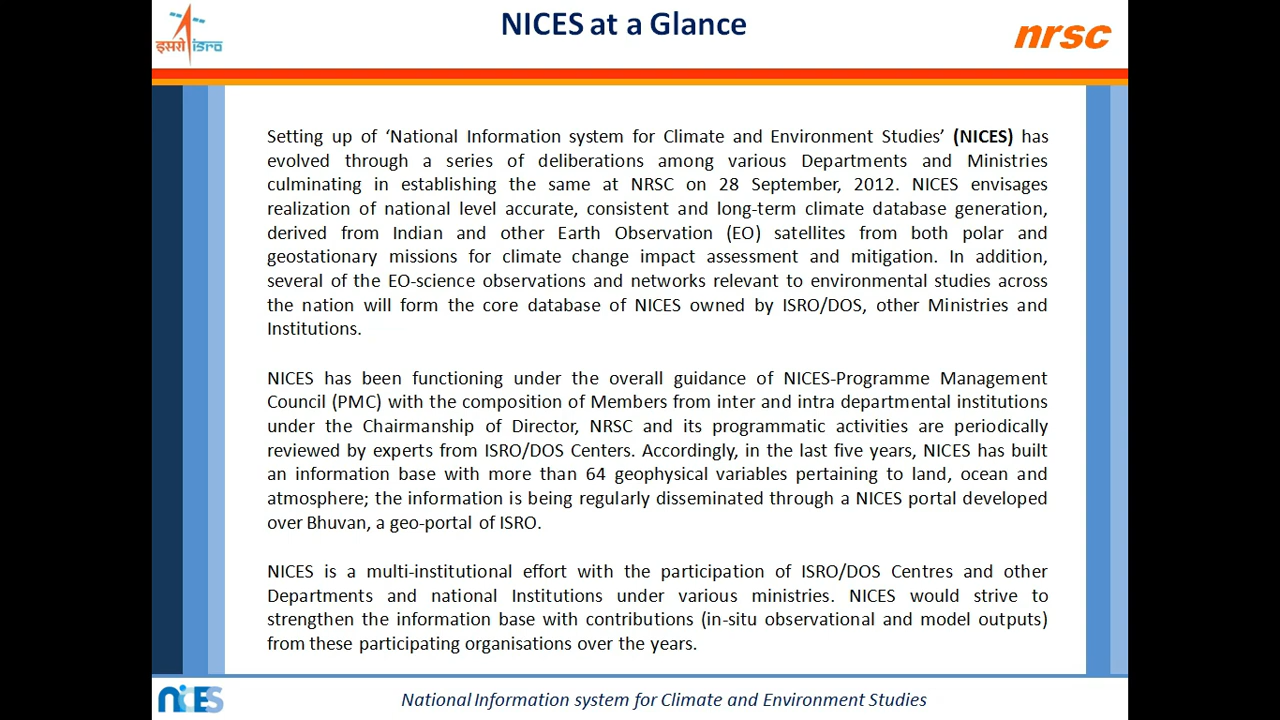 NICES at a Glance
इसरो isro
nrsc
Setting up of ‘National Information system for Climate and Environment Studies’ (NICES) has
evolved through a series of deliberations among various Departments and Ministries
culminating in establishing the same at NRSC on 28 September, 2012. NICES envisages
realization of national level accurate, consistent and long-term climate database generation,
derived from Indian and other Earth Observation (EO) satellites from both polar and
geostationary missions for climate change impact assessment and mitigation. In addition,
several of the EO-science observations and networks relevant to environmental studies across
the nation will form the core database of NICES owned by ISRO/DOS, other Ministries and
Institutions.
NICES has been functioning under the overall guidance of NICES-Programme Management
Council (PMC) with the composition of Members from inter and intra departmental institutions
under the Chairmanship of Director, NRSC and its programmatic activities are periodically
reviewed by experts from ISRO/DOS Centers. Accordingly, in the last five years, NICES has built
an information base with more than 64 geophysical variables pertaining to land, ocean and
atmosphere; the information is being regularly disseminated through a NICES portal developed
over Bhuvan, a geo-portal of ISRO.
NICES is a multi-institutional effort with the participation of ISRO/DOS Centres and other
Departments and national Institutions under various ministries. NICES would strive to
strengthen the information base with contributions (in-situ observational and model outputs)
from these participating organisations over the years.
NICES
National Information system for Climate and Environment Studies